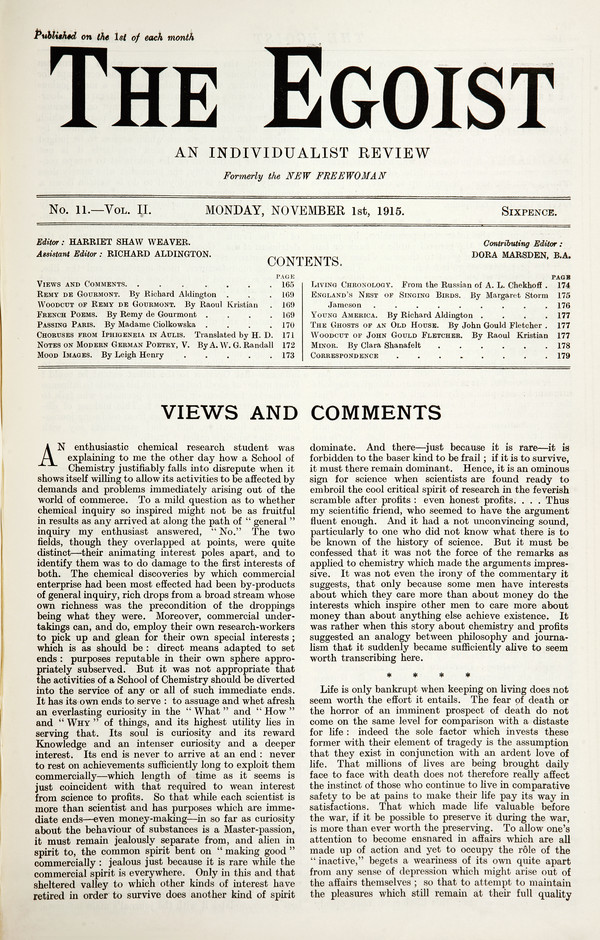 Published on the 1st of each month
THE EGOIST
AN INDIVIDUALIST REVIEW
Formerly the NEW FREEWOMAN
No. 11.—Vol. II.
MONDAY, NOVEMBER 1st, 1915.
Sixpence.
Editor: HARRIET SHAW WEAVER.
Assistant Editor: RICHARD ALDINGTON.
Contributing Editor:
DORA MARSDEN, B.A.
CONTENTS.
PAGE
Views and Comments. . . . . . . . 165
Remy de Gourmont. By Richard Aldington . . . 169
Woodcut of Remy de Gourmont. By Raoul Kristian . 169
French Poems. By Remy de Gourmont . . . . 169
Passing Paris. By Madame Ciolkowska . . . . 170
Choruses from Iphigeneia in Aulis. Translated by H. D. 171
Notes on Modern German Poetry, V. By A. W. G. Randall 172
Mood Images. By Leigh Henry . . . . . 173
PAGE
Living Chronology. From the Russian of A. L. Chekhoff . 174
England's Nest of Singing Birds. By Margaret Storm 175
Jameson . . . . . . . . 176
Young America. By Richard Aldington . . . . 177
The Ghosts of an Old House. By John Gould Fletcher . 177
Woodcut of John Gould Fletcher. By Raoul Kristian 177
Minor. By Clara Shanafelt . . . . . . 178
Correspondence . . . . . . . 179
VIEWS AND COMMENTS
AN enthusiastic chemical research student was
explaining to me the other day how a School of
Chemistry justifiably falls into disrepute when it
shows itself willing to allow its activities to be affected by
demands and problems immediately arising out of the
world of commerce. To a mild question as to whether
chemical inquiry so inspired might not be as fruitful
in results as any arrived at along the path of " general "
inquiry my enthusiast answered, " No." The two
fields, though they overlapped at points, were quite
distinct—their animating interest poles apart, and to
identify them was to do damage to the first interests of
both. The chemical discoveries by which commercial
enterprise had been most effected had been by-products
of general inquiry, rich drops from a broad stream whose
own richness was the precondition of the droppings
being what they were. Moreover, commercial under-
takings can, and do, employ their own research-workers
to pick up and glean for their own special interests ;
which is as should be : direct means adapted to set
ends : purposes reputable in their own sphere appro-
priately subserved. But it was not appropriate that
the activities of a School of Chemistry should be diverted
into the service of any or all of such immediate ends.
It has its own ends to serve : to assuage and whet afresh
an everlasting curiosity in the " What " and " How "
and " Why " of things, and its highest utility lies in
serving that. Its soul is curiosity and its reward
Knowledge and an intenser curiosity and a deeper
interest. Its end is never to arrive at an end : never
to rest on achievements sufficiently long to exploit them
commercially—which length of time as it seems is
just coincident with that required to wean interest
from science to profits. So that while each scientist is
more than scientist and has purposes which are imme-
diate ends—even money-making—in so far as curiosity
about the behaviour of substances is a Master-passion,
it must remain jealously separate from, and alien in
spirit to, the common spirit bent on " making good "
commercially : jealous just because it is rare while the
commercial spirit is everywhere. Only in this and that
sheltered valley to which other kinds of interest have
retired in order to survive does another kind of spirit
dominate. And there—just because it is rare—it is
forbidden to the baser kind to be frail ; if it is to survive,
it must there remain dominant. Hence, it is an ominous
sign for science when scientists are found ready to
embroil the cool critical spirit of research in the feverish
scramble after profits : even honest profits. . . . Thus
my scientific friend, who seemed to have the argument
fluent enough. And it had a not unconvincing sound,
particularly to one who did not know what there is to
be known of the history of science. But it must be
confessed that it was not the force of the remarks as
applied to chemistry which made the arguments impres-
sive. It was not even the irony of the commentary it
suggests, that only because some men have interests
about which they care more than about money do the
interests which inspire other men to care more about
money than about anything else achieve existence. It
was rather when this story about chemistry and profits
suggested an analogy between philosophy and journa-
lism that it suddenly became sufficiently alive to seem
worth transcribing here.
* * * *
Life is only bankrupt when keeping on living does not
seem worth the effort it entails. The fear of death or
the horror of an imminent prospect of death do not
come on the same level for comparison with a distaste
for life : indeed the sole factor which invests these
former with their element of tragedy is the assumption
that they exist in conjunction with an ardent love of
life. That millions of lives are being brought daily
face to face with death does not therefore really affect
the instinct of those who continue to live in comparative
safety to be at pains to make their life pay its way in
satisfactions. That which made life valuable before
the war, if it be possible to preserve it during the war,
is more than ever worth the preserving. To allow one's
attention to become ensnared in affairs which are all
made up of action and yet to occupy the rôle of the
" inactive," begets a weariness of its own quite apart
from any sense of depression which might arise out of
the affairs themselves ; so that to attempt to maintain
the pleasures which still remain at their full quality